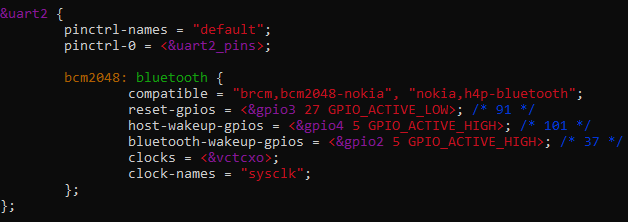 &uart2 {
pinctrl-names = "default";
pinctrl-0 = <&uart2_pins>;
bcm2048: bluetooth {
compatible = "brcm,bcm2048-nokia", "nokia,h4p-bluetooth";
reset-gpios = <&gpio3 27 GPIO_ACTIVE_LOW>; /* 91 */
host-wakeup-gpios = <&gpio4 5 GPIO_ACTIVE_HIGH>; /* 101 */
bluetooth-wakeup-gpios = <&gpio2 5 GPIO_ACTIVE_HIGH>; /* 37 */
clocks = <&vctcxo>;
clock-names = "sysclk";
};
};